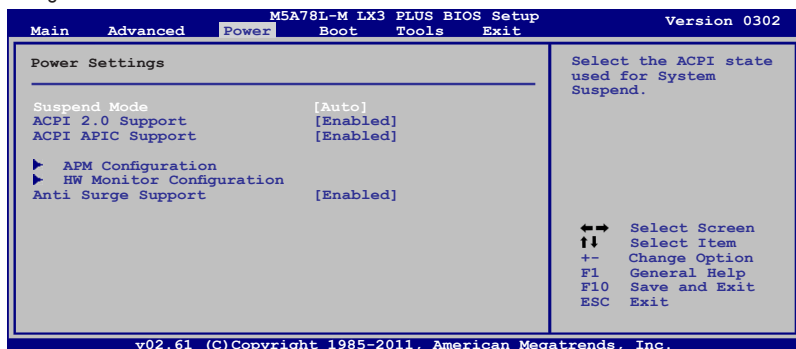 M5A78L-M LX3 PLUS BIOS Setup Version 0302
Main Advanced Power Boot Tools Exit
Power Settings
Suspend Mode [Auto]
ACPI 2.0 Support [Enabled]
ACPI APIC Support [Enabled]
APM Configuration
HW Monitor Configuration
Anti Surge Support [Enabled]
Select the ACPI state
used for System
Suspend.
Select Screen
Select Item
+- Change Option
F1 General Help
F10 Save and Exit
ESC Exit
v02.61 (C)Copyright 1985-2011, American Megatrends, Inc.